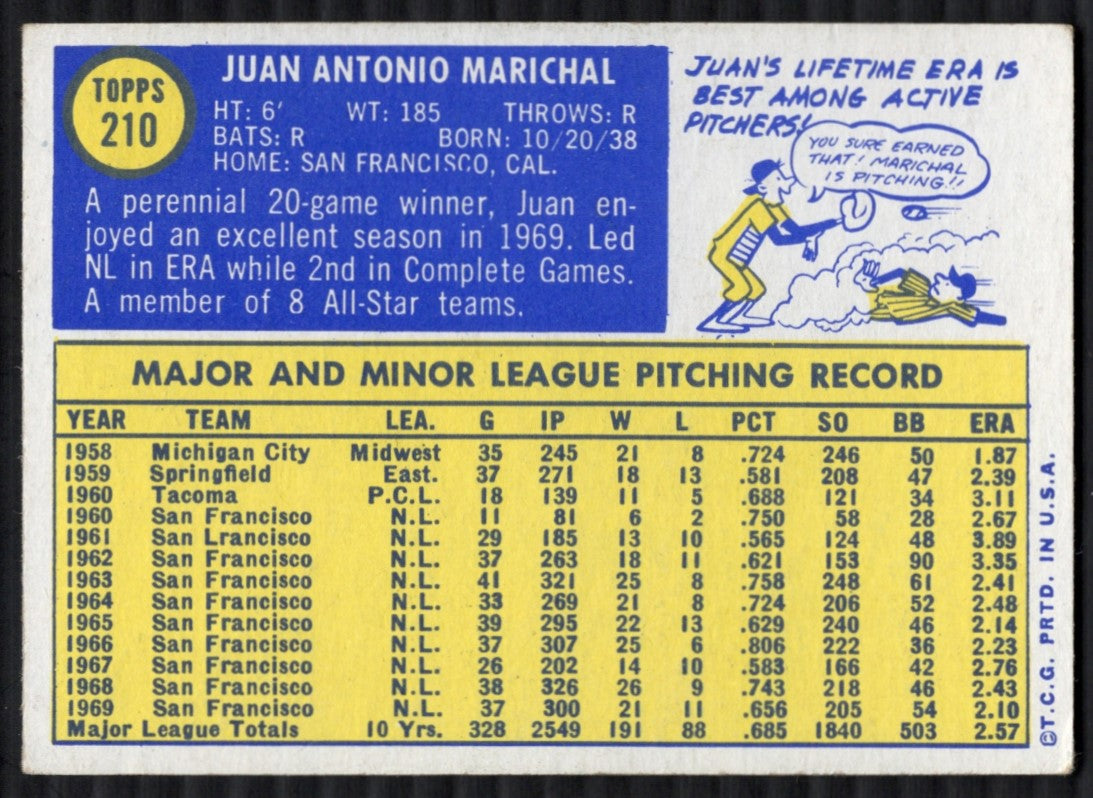 TOPPS
210
JUAN ANTONIO MARICHAL
HT: 6' WT: 185 THROWS: R
BATS: R BORN: 10/20/38
HOME: SAN FRANCISCO, CAL.
A perennial 20-game winner, Juan en-
joyed an excellent season in 1969. Led
NL in ERA while 2nd in Complete Games.
A member of 8 All-Star teams.
JUAN'S LIFETIME ERA IS
BEST AMONG ACTIVE
PITCHERS!
YOU SURE EARNED
THAT! MARICHAL
IS PITCHING!!
MAJOR AND MINOR LEAGUE PITCHING RECORD
YEAR TEAM LEA. G IP W L PCT SO BB ERA
1958 Michigan City Midwest 35 245 21 8 .724 246 50 1.87
1959 Springfield East. 37 271 18 13 .581 208 47 2.39
1960 Tacoma P.C.L. 18 139 11 5 .688 121 34 3.11
1960 San Francisco N.L. 11 81 6 2 .750 58 28 2.67
1961 San Lrancisco N.L. 29 185 13 10 .565 124 48 3.89
1962 San Francisco N.L. 37 263 18 11 .621 153 90 3.35
1963 San Francisco N.L. 41 321 25 8 .758 248 61 2.41
1964 San Francisco N.L. 33 269 21 8 .724 206 52 2.48
1965 San Francisco N.L. 39 295 22 13 .629 240 46 2.14
1966 San Francisco N.L. 37 307 25 6 .806 222 36 2.23
1967 San Francisco N.L. 26 202 14 10 .583 166 42 2.76
1968 San Francisco N.L. 38 326 26 9 .743 218 46 2.43
1969 San Francisco N.L. 37 300 21 11 .656 205 54 2.10
Major League Totals 10 Yrs. 328 2549 191 88 .685 1840 503 2.57
©T.C.G. PRTD. IN U.S.A.